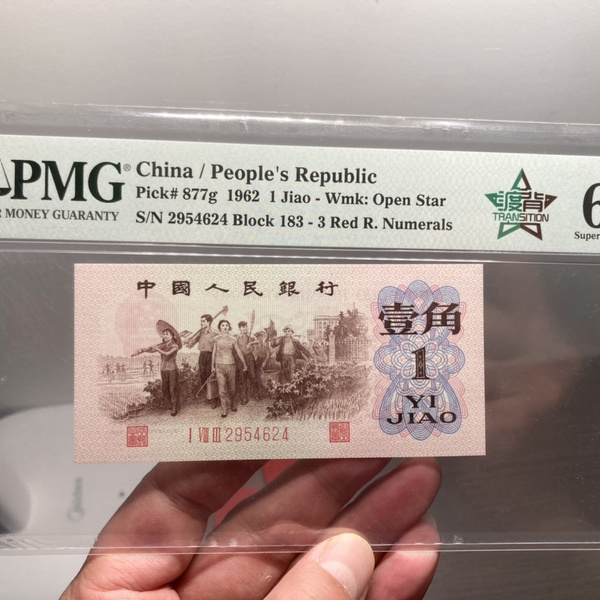 PMG® China / People's Republic
Pick# 877g 1962 1 Jiao - Wmk: Open Star
MONEY GUARANTY S/N 2954624 Block 183 - 3 Red R. Numerals
渡背
TRANSITION
6
Super
中國人民銀行
壹角
1
YI
JIAO
I VIII III 2954624
Midea